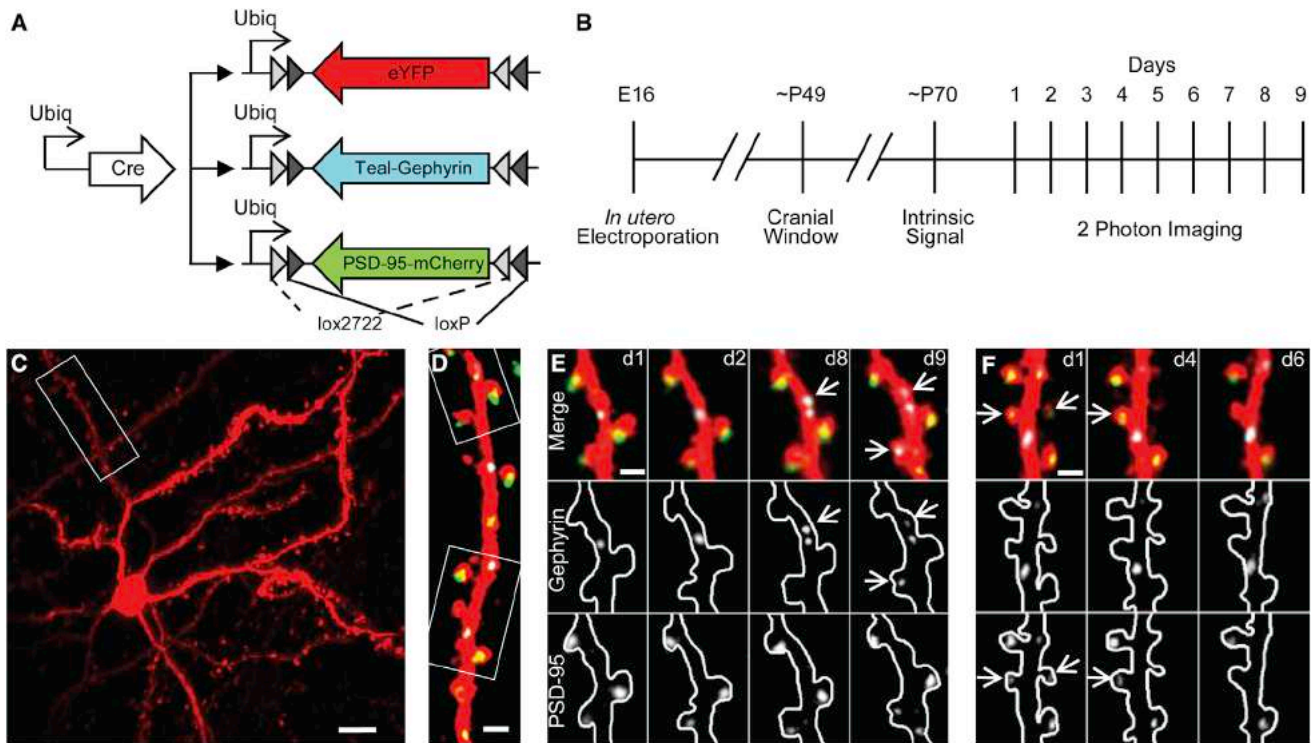 A
Ubiq
Cre
Ubiq
eYFP
Ubiq
Teal-Gephyrin
Ubiq
PSD-95-mCherry
lox2722 loxP
B
Days
E16 ~P49 ~P70 1 2 3 4 5 6 7 8 9
In utero
Electroporation
Cranial
Window
Intrinsic
Signal
2 Photon Imaging
C
D
E d1 d2 d8 d9
Merge
Gephyrin
PSD-95
F d1 d4 d6